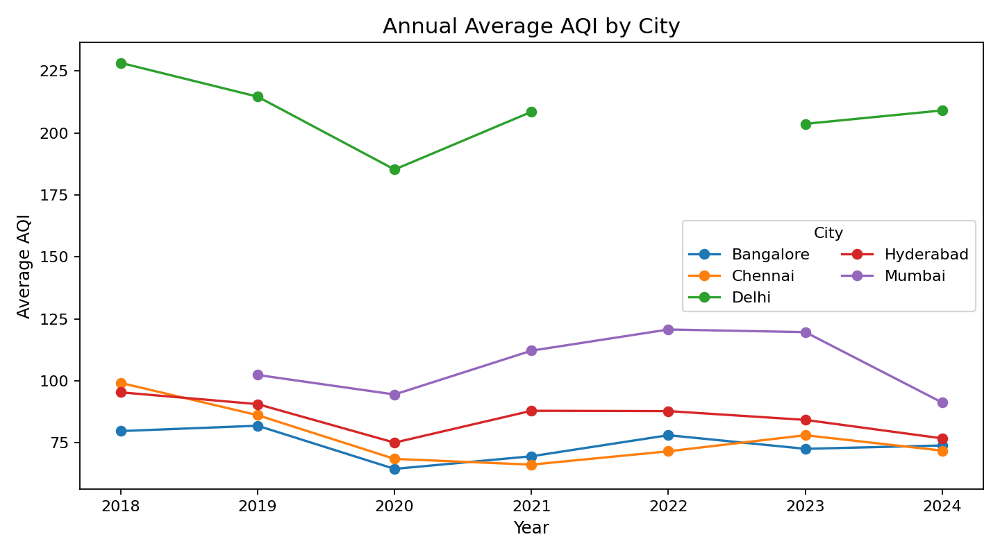 Annual Average AQI by City
Average AQI
225
200
175
150
125
100
75
City
Bangalore
Chennai
Delhi
Hyderabad
Mumbai
2018 2019 2020 2021 2022 2023 2024
Year